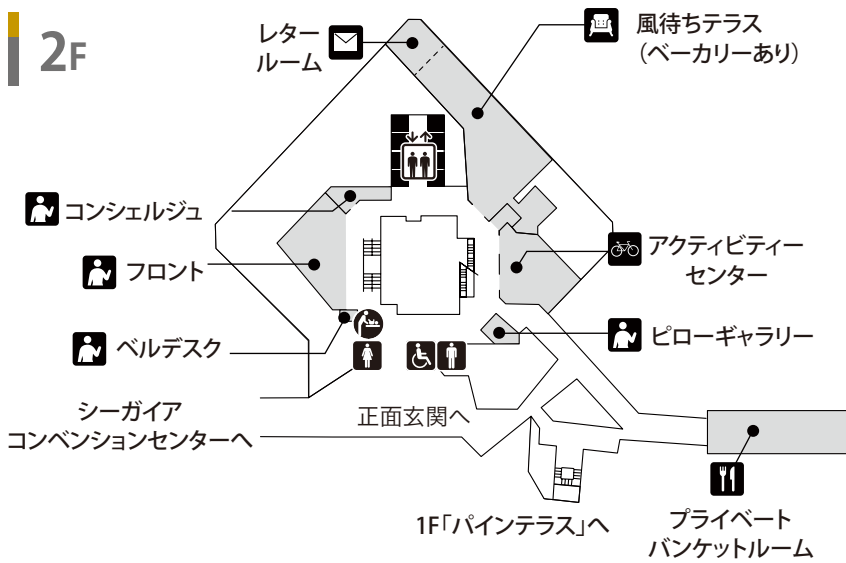 2F
レター
ルーム
風待ちテラス
（ベーカリーあり）
コンシェルジュ
フロント
ベルデスク
アクティビティー
センター
ピローギャラリー
シーガイア
コンベンションセンターへ
正面玄関へ
1F「パインテラス」へ
プライベート
バンケットルーム